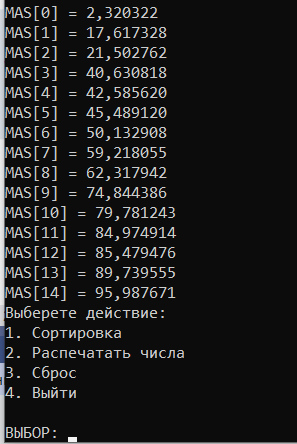 MAS[0] = 2,320322
MAS[1] = 17,617328
MAS[2] = 21,502762
MAS[3] = 40,630818
MAS[4] = 42,585620
MAS[5] = 45,489120
MAS[6] = 50,132908
MAS[7] = 59,218055
MAS[8] = 62,317942
MAS[9] = 74,844386
MAS[10] = 79,781243
MAS[11] = 84,974914
MAS[12] = 85,479476
MAS[13] = 89,739555
MAS[14] = 95,987671
Выберете действие:
1. Сортировка
2. Распечатать числа
3. Сброс
4. Выйти
ВЫБОР: